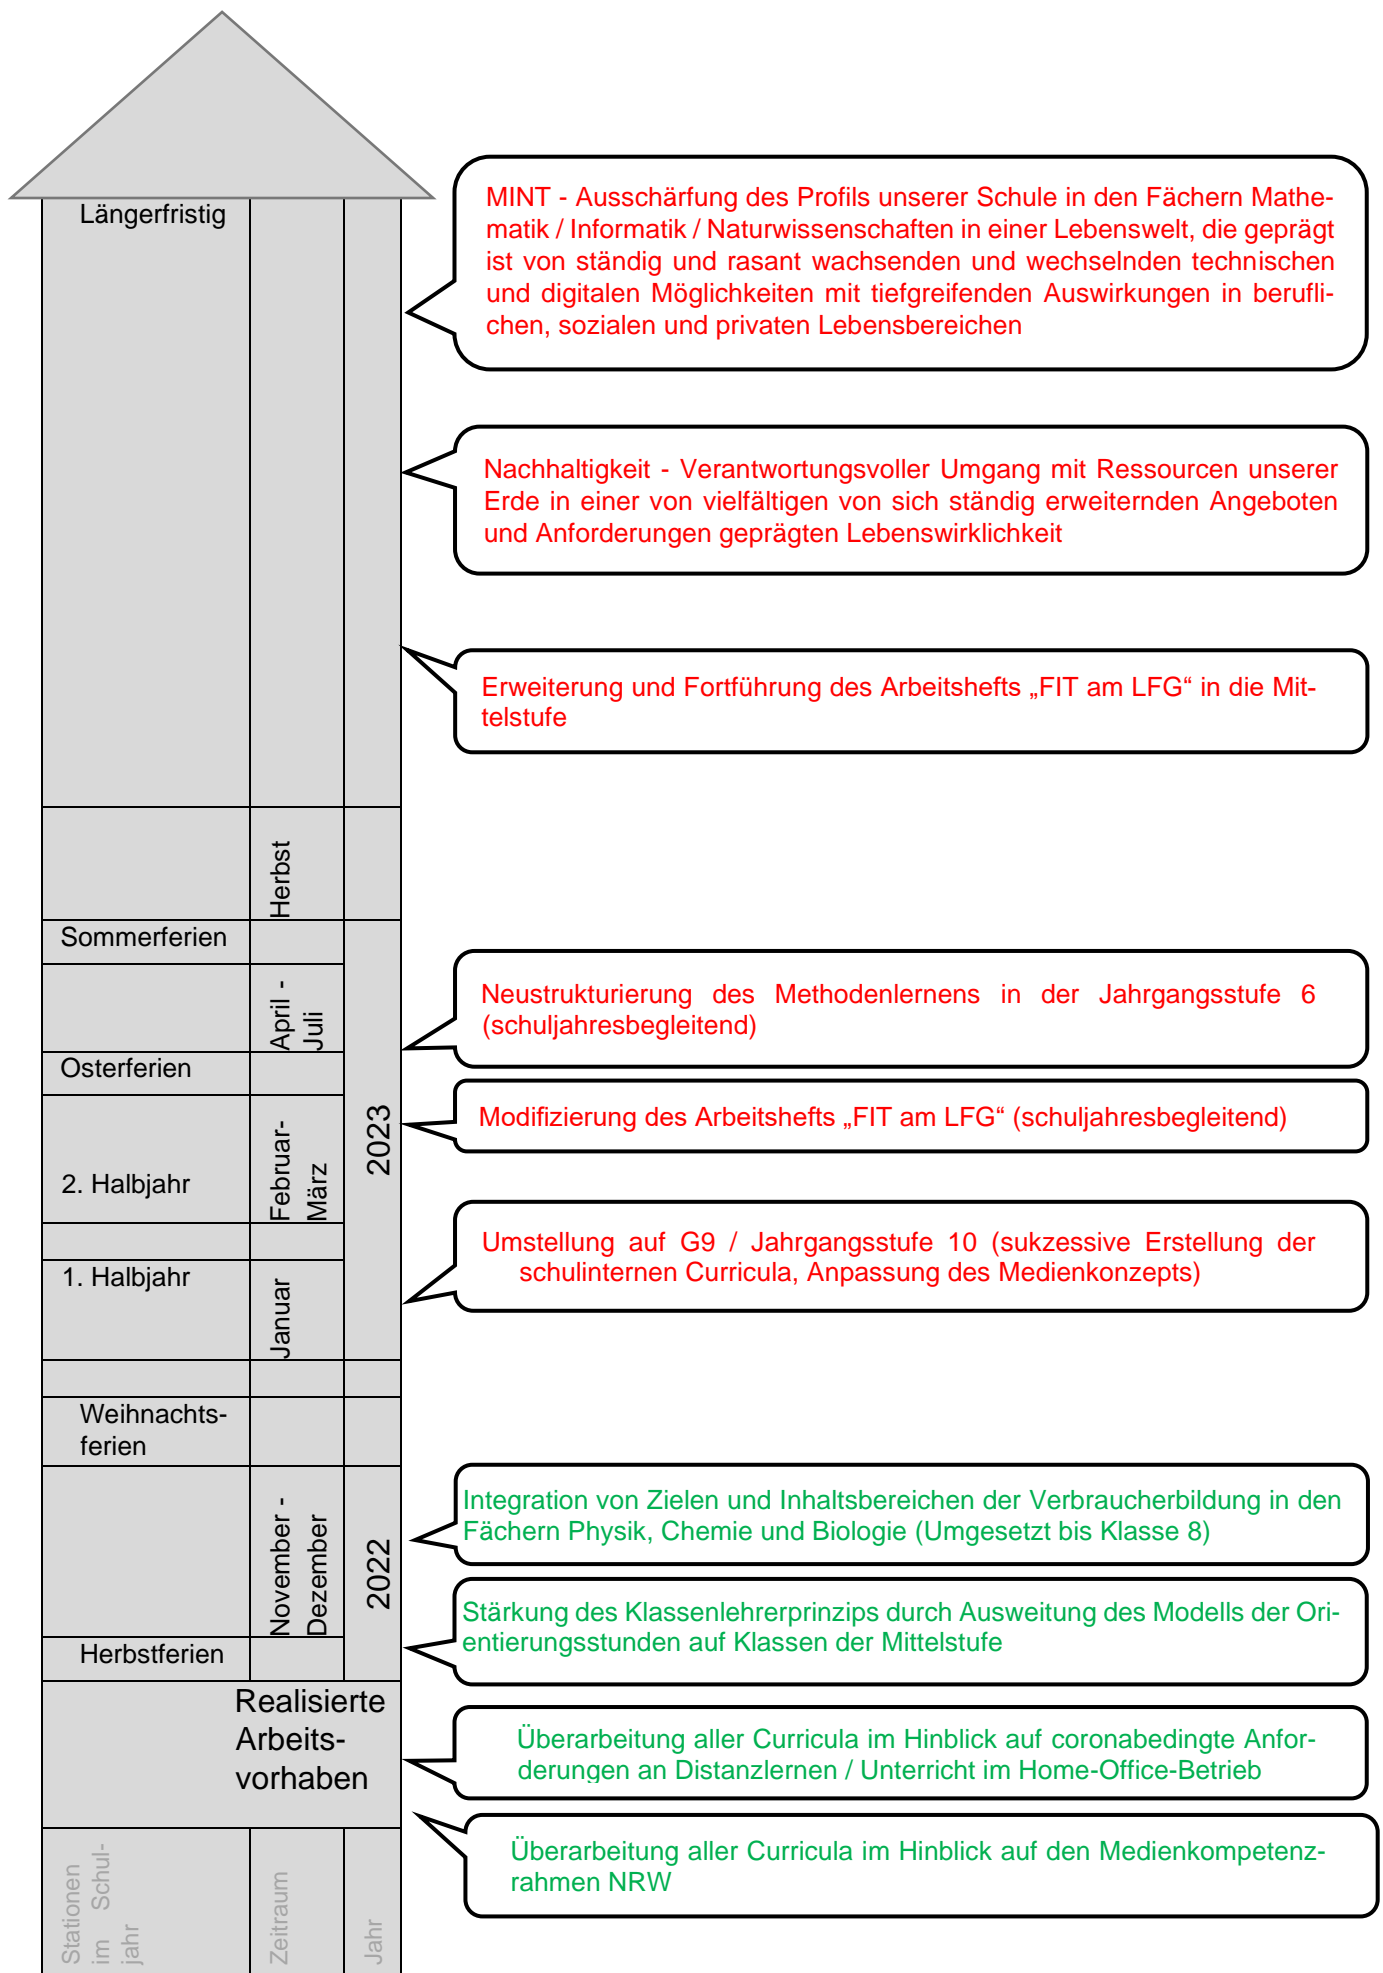 Längerfristig
MINT - Ausschärfung des Profils unserer Schule in den Fächern Mathe-
matik / Informatik / Naturwissenschaften in einer Lebenswelt, die geprägt
ist von ständig und rasant wachsenden und wechselnden technischen
und digitalen Möglichkeiten mit tiefgreifenden Auswirkungen in berufli-
chen, sozialen und privaten Lebensbereichen
Nachhaltigkeit - Verantwortungsvoller Umgang mit Ressourcen unserer
Erde in einer von vielfältigen von sich ständig erweiternden Angeboten
und Anforderungen geprägten Lebenswirklichkeit
Erweiterung und Fortführung des Arbeitshefts „FIT am LFG“ in die Mit-
telstufe
Herbst
Sommerferien
April -
Juli
Neustrukturierung des Methodenlernens in der Jahrgangsstufe 6
(schuljahresbegleitend)
Osterferien
2023
Februar-
März
Modifizierung des Arbeitshefts „FIT am LFG“ (schuljahresbegleitend)
2. Halbjahr
Umstellung auf G9 / Jahrgangsstufe 10 (sukzessive Erstellung der
schulinternen Curricula, Anpassung des Medienkonzepts)
1. Halbjahr
Januar
Weihnachts-
ferien
November -
Dezember
2022
Integration von Zielen und Inhaltsbereichen der Verbraucherbildung in den
Fächern Physik, Chemie und Biologie (Umgesetzt bis Klasse 8)
Stärkung des Klassenlehrerprinzips durch Ausweitung des Modells der Ori-
entierungsstunden auf Klassen der Mittelstufe
Herbstferien
Realisierte
Arbeits-
vorhaben
Überarbeitung aller Curricula im Hinblick auf coronabedingte Anfor-
derungen an Distanzlernen / Unterricht im Home-Office-Betrieb
Überarbeitung aller Curricula im Hinblick auf den Medienkompetenz-
rahmen NRW
Stationen
im Schul-
jahr
Zeitraum
Jahr